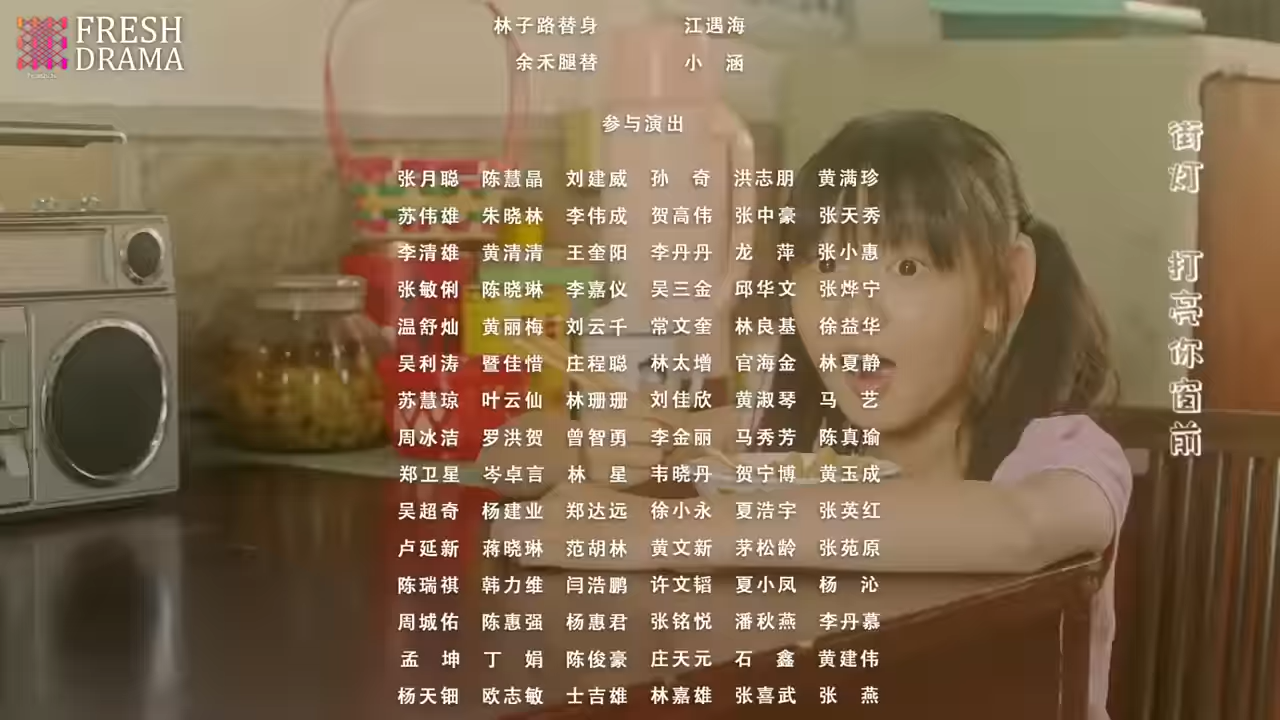 FRESH
DRAMA
林子路替身 江遇海
余禾腿替 小 涵
参与演出
张月聪 陈慧晶 刘建威 孙 奇 洪志朋 黄满珍
苏伟雄 朱晓林 李伟成 贺高伟 张中豪 张天秀
李清雄 黄清清 王奎阳 李丹丹 龙 萍 张小惠
张敏俐 陈晓琳 李嘉仪 吴三金 邱华文 张烨宁
温舒灿 黄丽梅 刘云千 常文奎 林良基 徐益华
吴利涛 暨佳惜 庄程聪 林太增 官海金 林夏静
苏慧琼 叶云仙 林珊珊 刘佳欣 黄淑琴 马 艺
周冰洁 罗洪贺 曾智勇 李金丽 马秀芳 陈真瑜
郑卫星 岑卓言 林 星 韦晓丹 贺宁博 黄玉成
吴超奇 杨建业 郑达远 徐小永 夏浩宇 张英红
卢延新 蒋晓琳 范胡林 黄文新 茅松龄 张苑原
陈瑞祺 韩力维 闫浩鹏 许文韬 夏小凤 杨 沁
周城佑 陈惠强 杨惠君 张铭悦 潘秋燕 李丹慕
孟 坤 丁 娟 陈俊豪 庄天元 石 鑫 黄建伟
杨天钿 欧志敏 士吉雄 林嘉雄 张喜武 张 燕
街灯 打亮你窗前